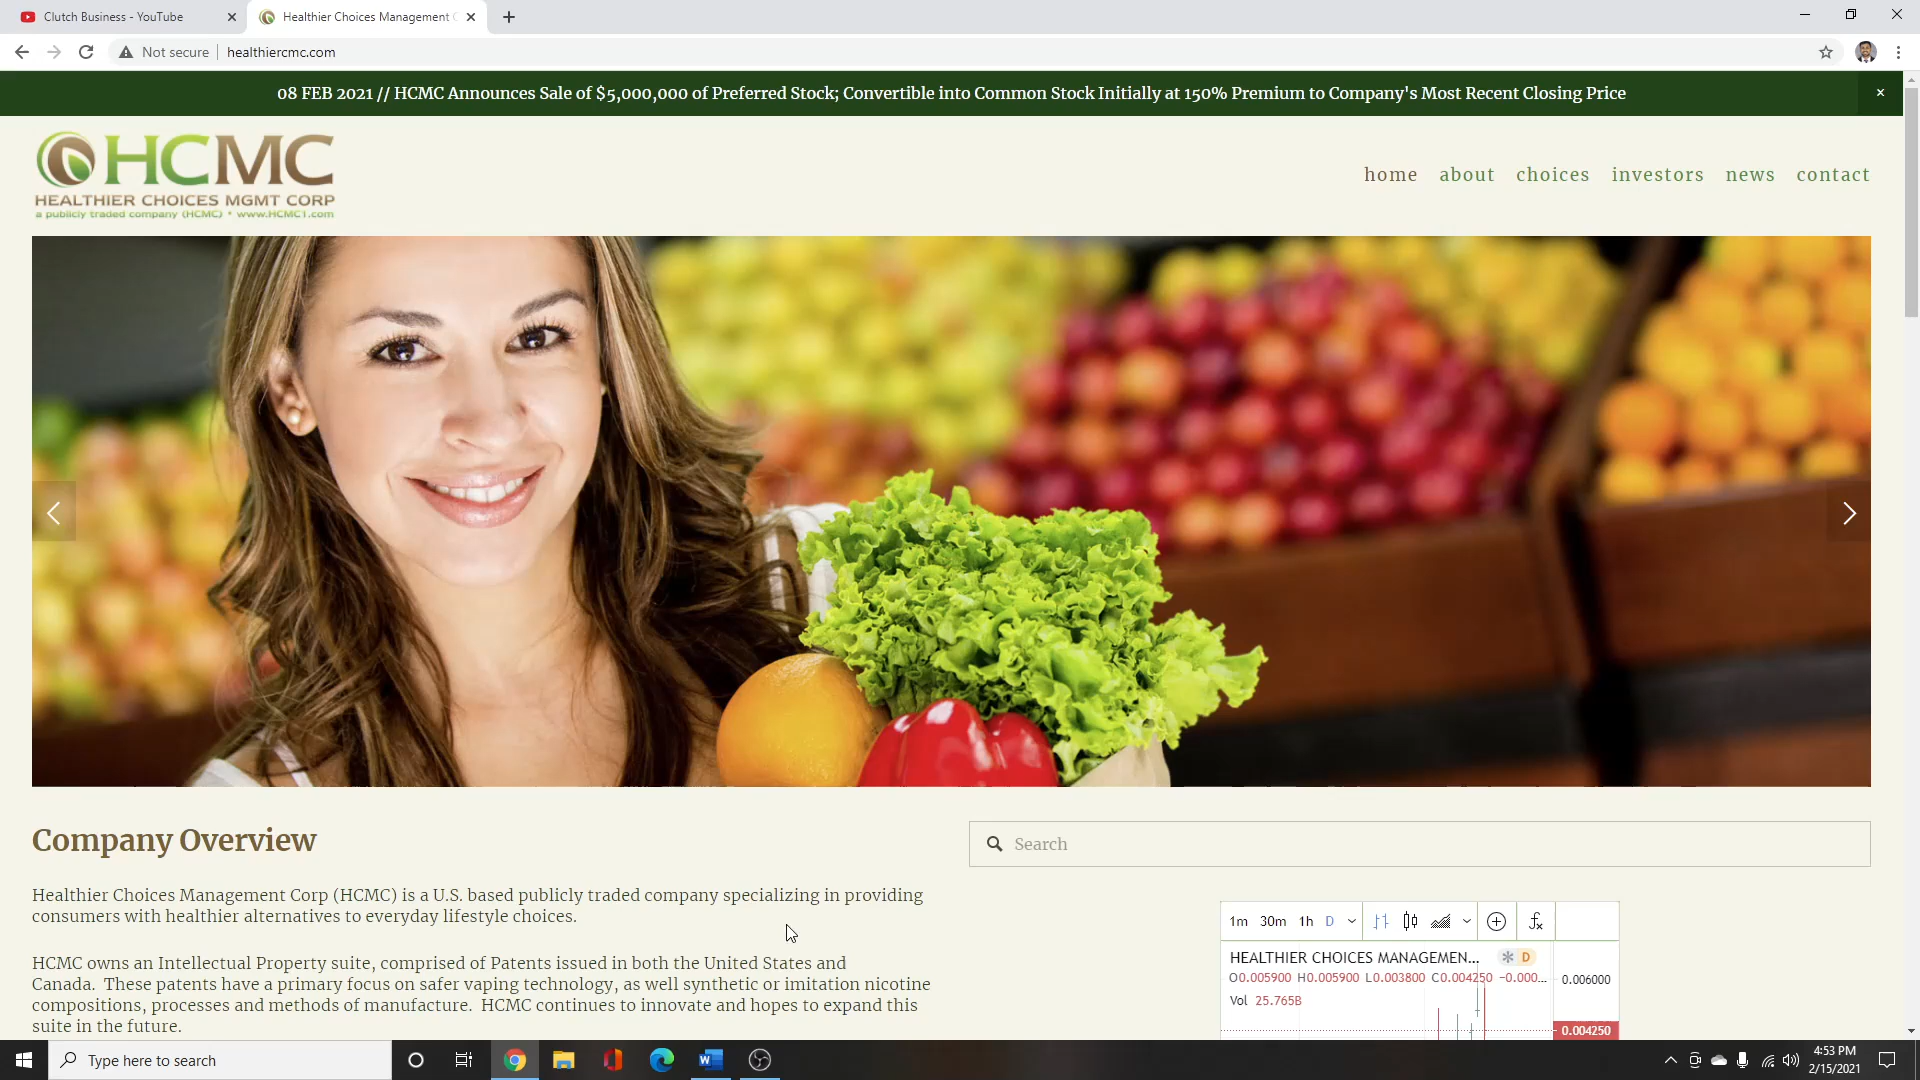 Clutch Business - YouTube
Healthier Choices Management C
Not secure
healthiercmc.com
08 FEB 2021 // HCMC Announces Sale of $5,000,000 of Preferred Stock; Convertible into Common Stock Initially at 150% Premium to Company's Most Recent Closing Price
HCMC
HEALTHIER CHOICES MGMT CORP
a publicly traded company (HCMC) • www.HCMC1.com
home about choices investors news contact
Company Overview
Search
Healthier Choices Management Corp (HCMC) is a U.S. based publicly traded company specializing in providing
consumers with healthier alternatives to everyday lifestyle choices.
HCMC owns an Intellectual Property suite, comprised of Patents issued in both the United States and
Canada. These patents have a primary focus on safer vaping technology, as well synthetic or imitation nicotine
compositions, processes and methods of manufacture. HCMC continues to innovate and hopes to expand this
suite in the future.
1m 30m 1h D
HEALTHIER CHOICES MANAGEMEN... D
O0.005900 H0.005900 L0.003800 C0.004250 −0.000...
Vol 25.765B
0.006000
0.004250
Type here to search
4:53 PM
2/15/2021